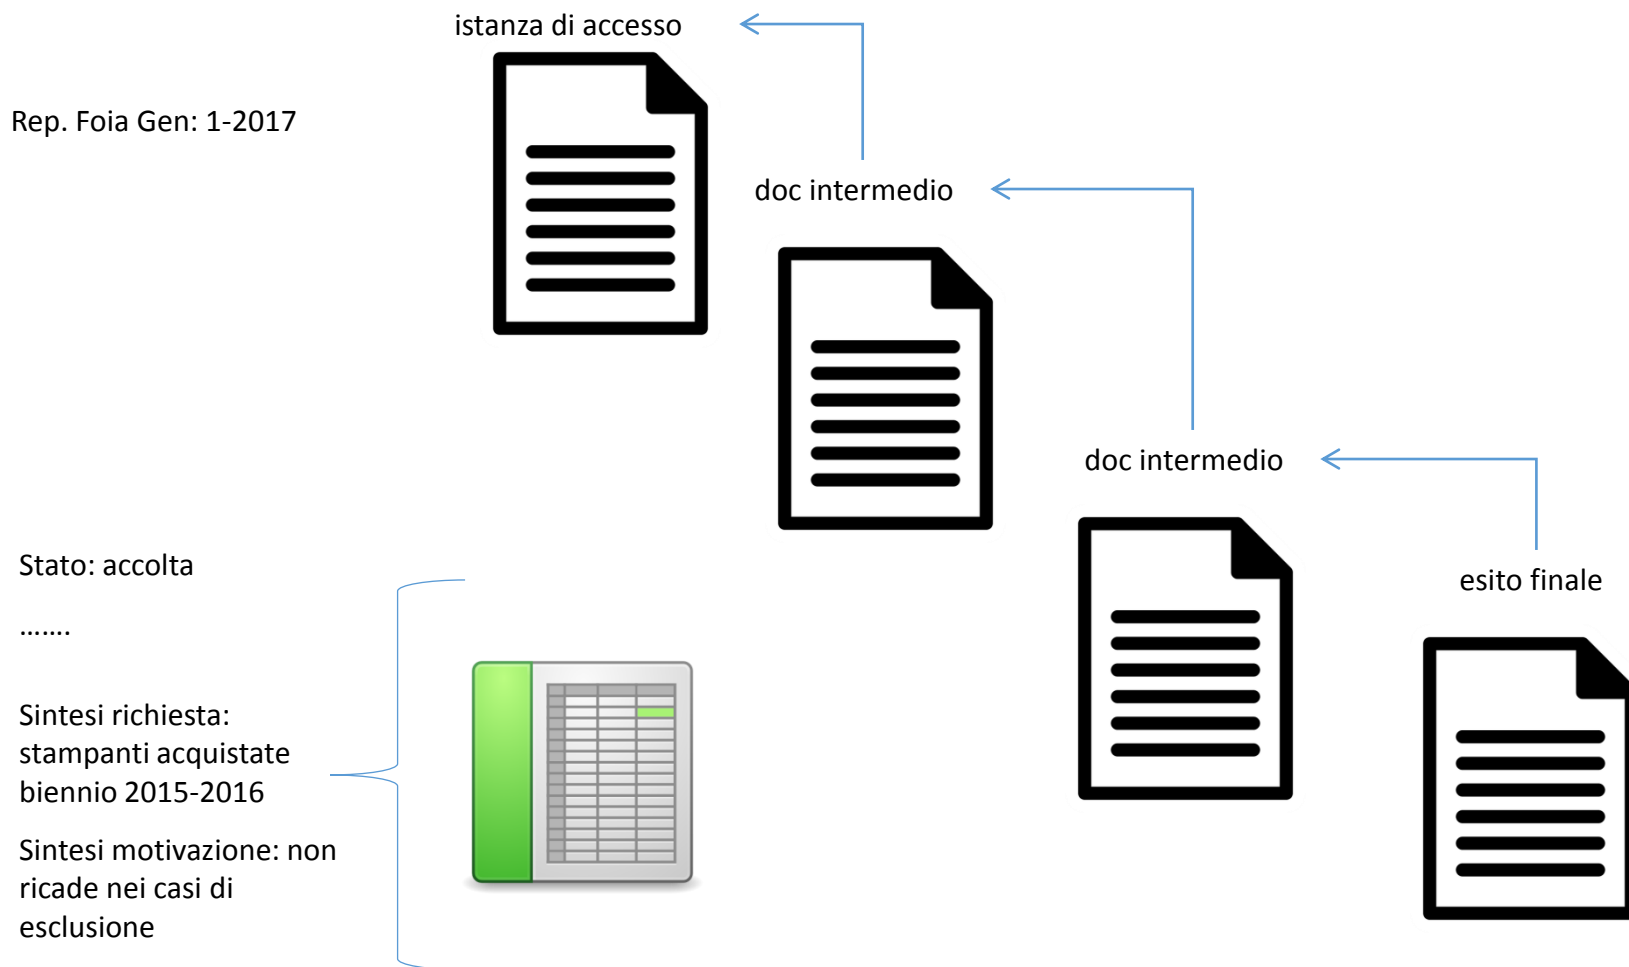 istanza di accesso
Rep. Foia Gen: 1-2017
doc intermedio
doc intermedio
Stato: accolta
esito finale
.......
Sintesi richiesta:
stampanti acquistate
biennio 2015-2016
Sintesi motivazione: non
ricade nei casi di
esclusione